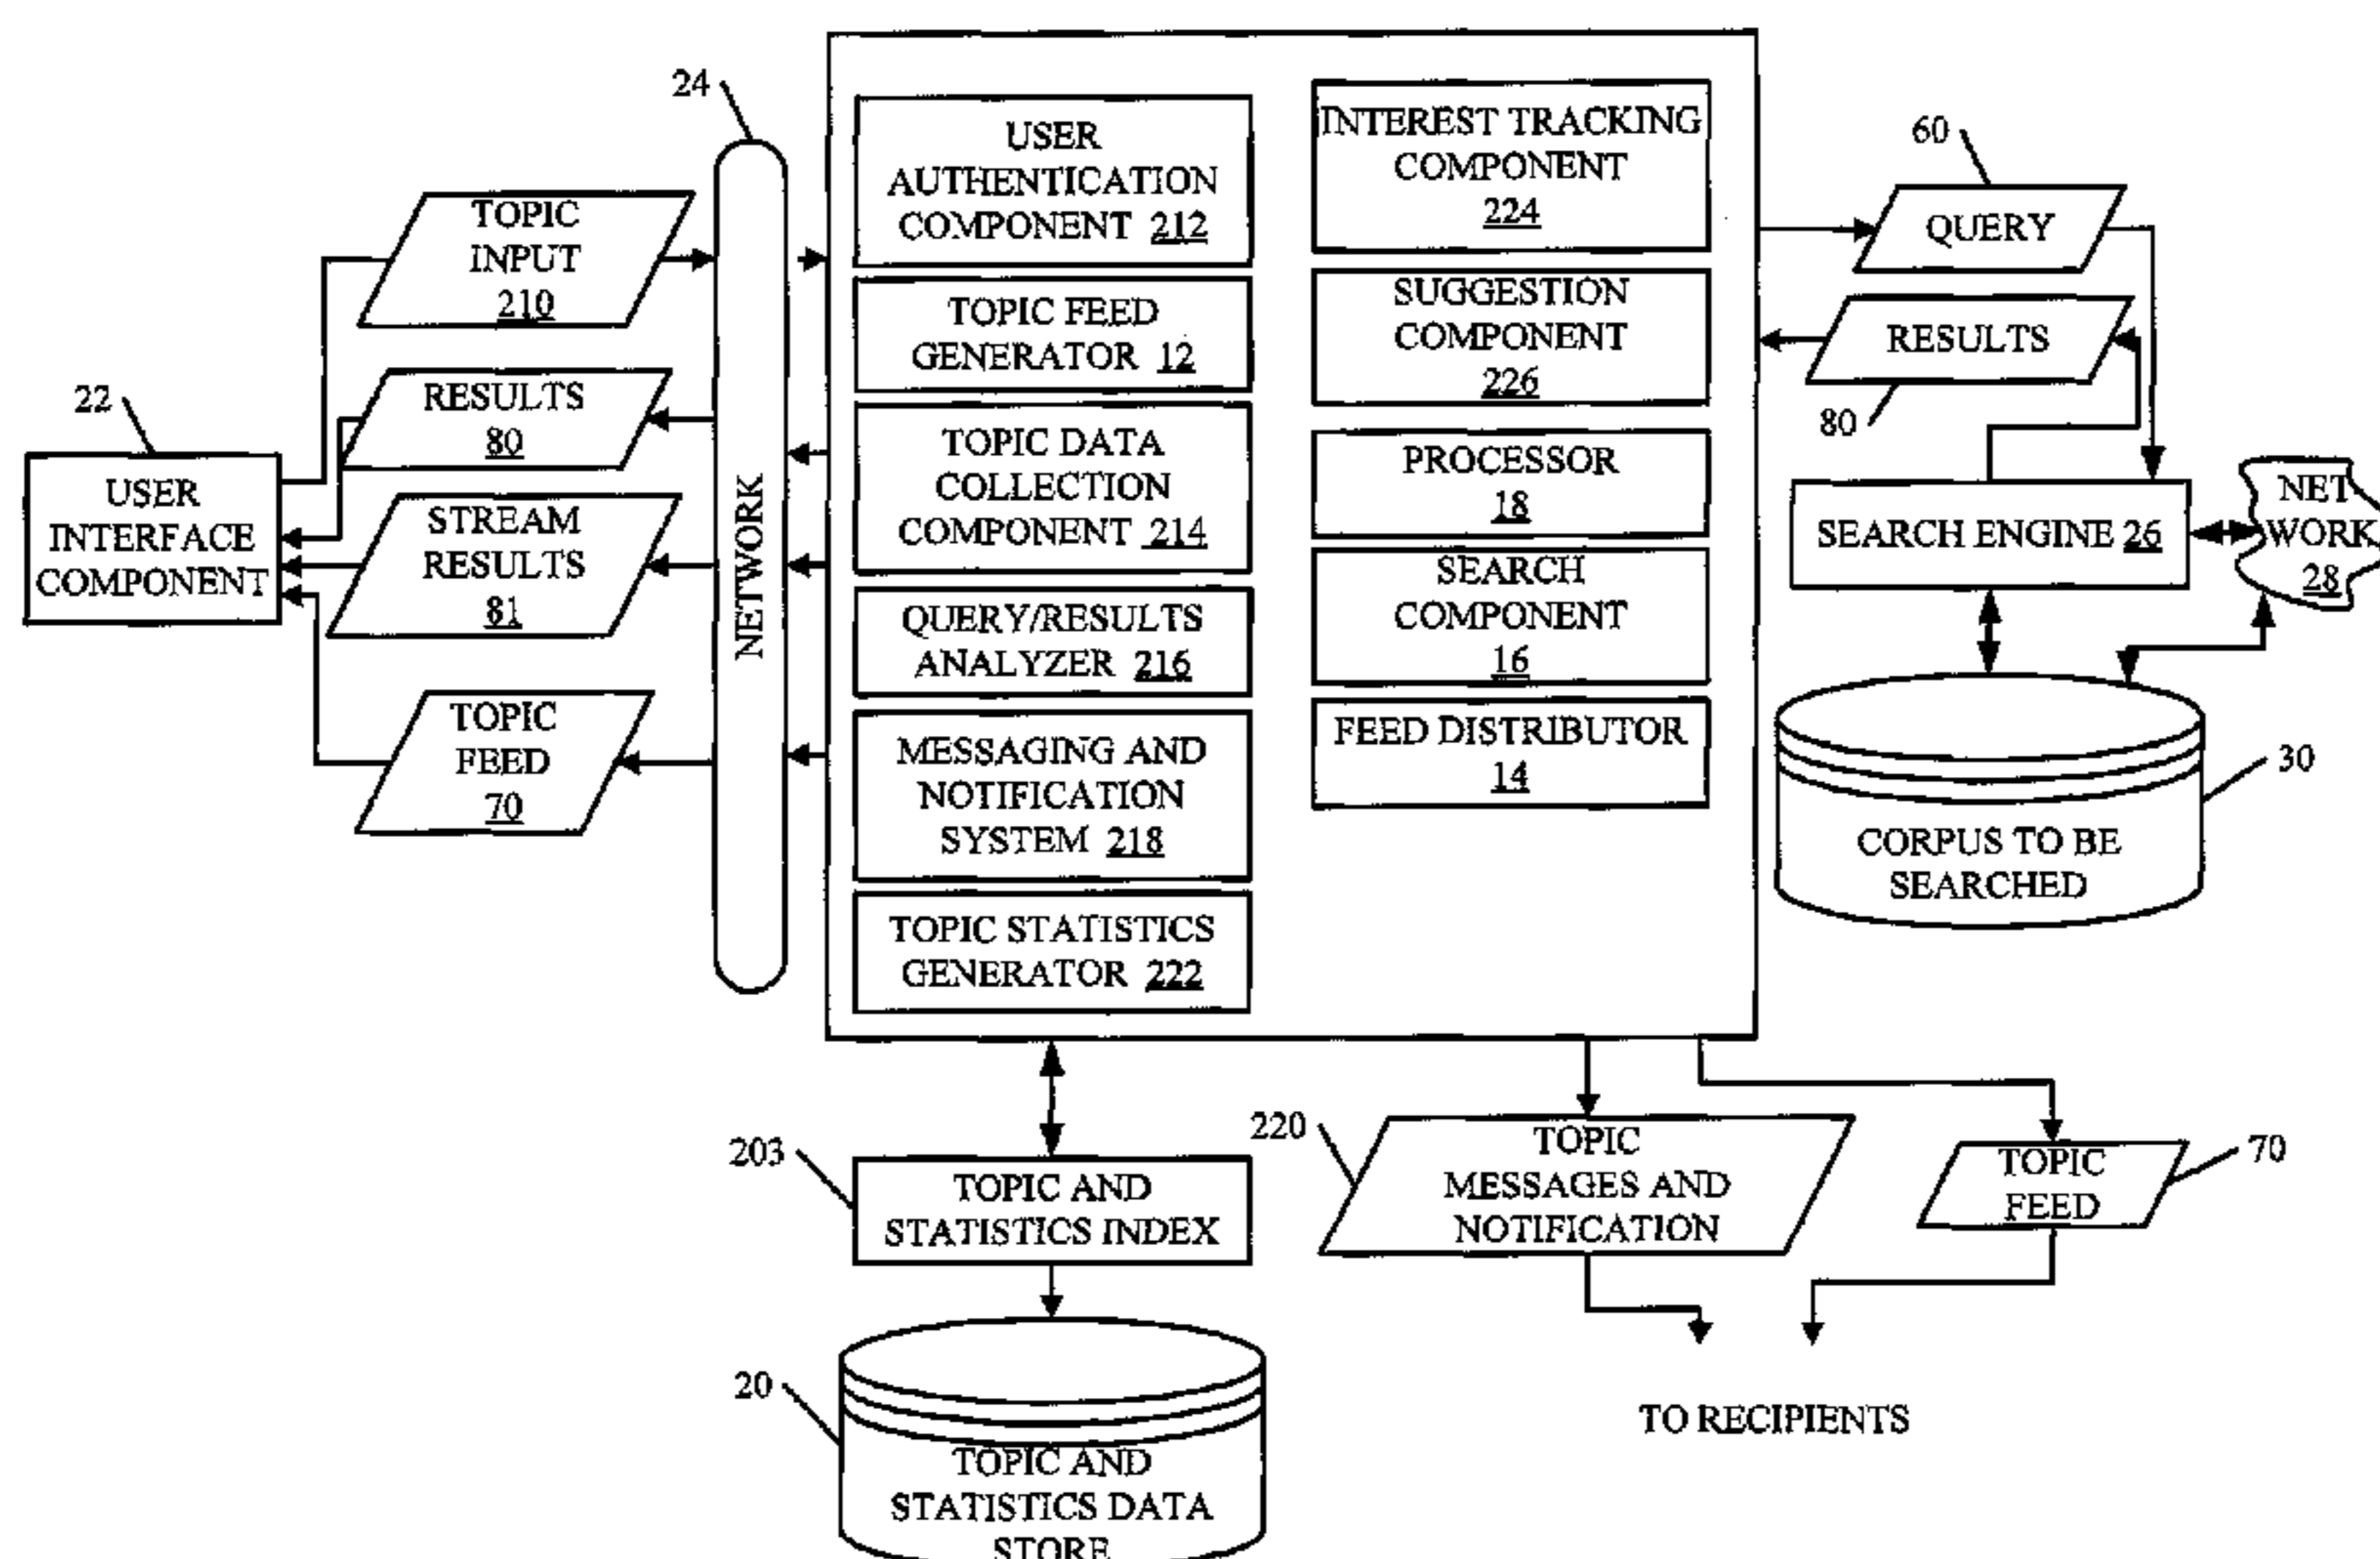 24
TOPIC
INPUT
210
22
RESULTS
80
USER
INTERFACE
COMPONENT
STREAM
RESULTS
81
TOPIC
FEED
70
NETWORK
USER
AUTHENTICATION
COMPONENT 212
TOPIC FEED
GENERATOR 12
TOPIC DATA
COLLECTION
COMPONENT 214
QUERY/RESULTS
ANALYZER 216
MESSAGING AND
NOTIFICATION
SYSTEM 218
TOPIC STATISTICS
GENERATOR 222
INTEREST TRACKING
COMPONENT
224
SUGGESTION
COMPONENT
226
PROCESSOR
18
SEARCH
COMPONENT
16
FEED DISTRIBUTOR
14
60
QUERY
RESULTS
80
SEARCH ENGINE 26
NET
WORK
28
30
CORPUS TO BE
SEARCHED
203
TOPIC AND
STATISTICS INDEX
220
TOPIC
MESSAGES AND
NOTIFICATION
TOPIC
FEED
70
20
TOPIC AND
STATISTICS DATA
STORE
TO RECIPIENTS